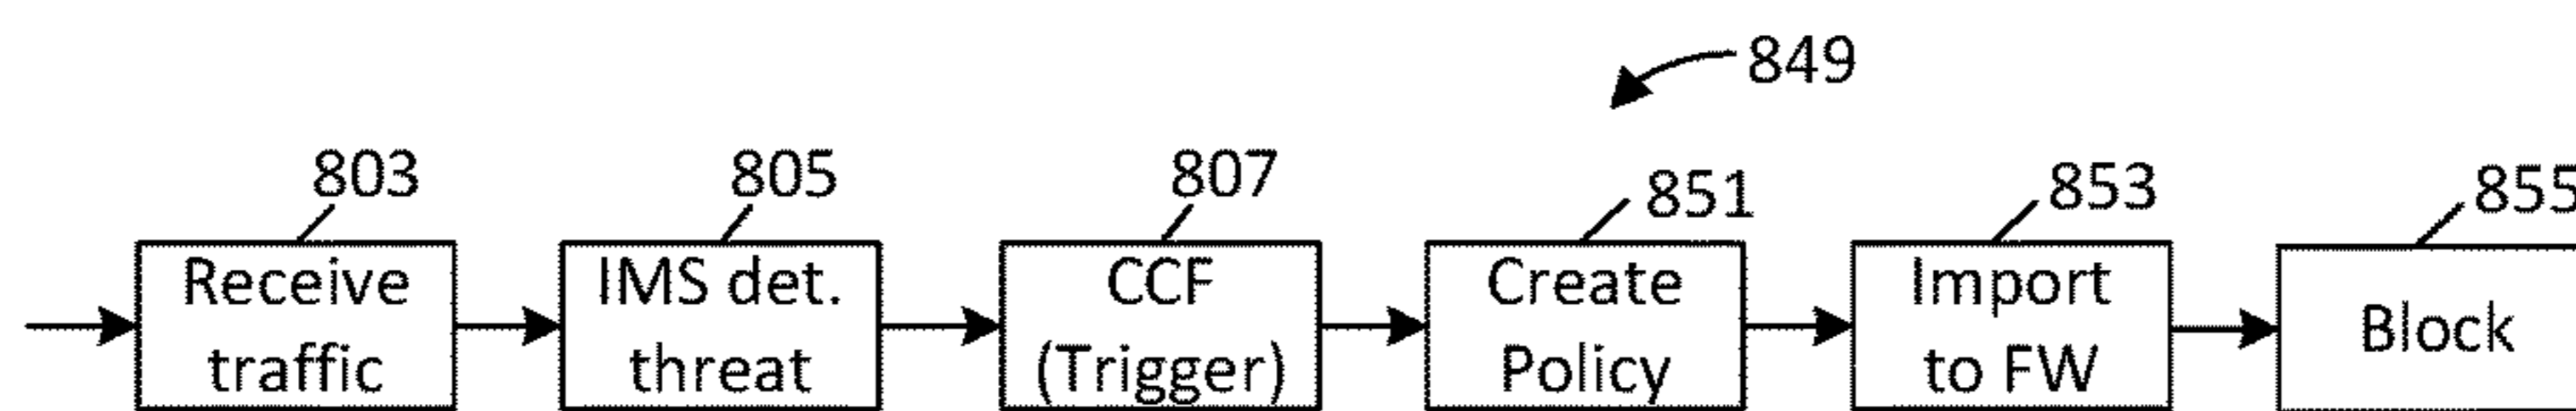 849
803
805
807
851
853
855
Receive
traffic
IMS det.
threat
CCF
(Trigger)
Create
Policy
Import
to FW
Block